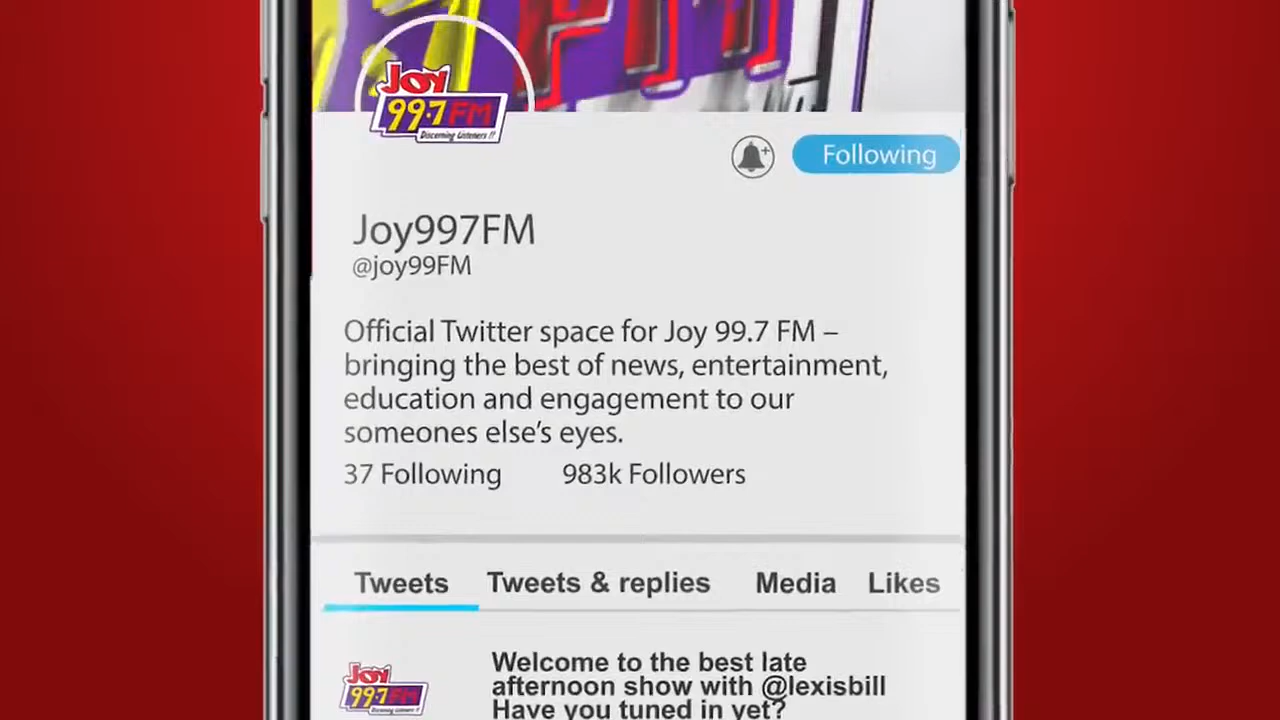 Joy
99.7 FM
Discerning Listeners !!
Following
Joy997FM
@joy99FM
Official Twitter space for Joy 99.7 FM –
bringing the best of news, entertainment,
education and engagement to our
someones else’s eyes.
37 Following 983k Followers
Tweets Tweets & replies Media Likes
Joy
99.7 FM
Discerning Listeners !!
Welcome to the best late
afternoon show with @lexisbill
Have you tuned in yet?